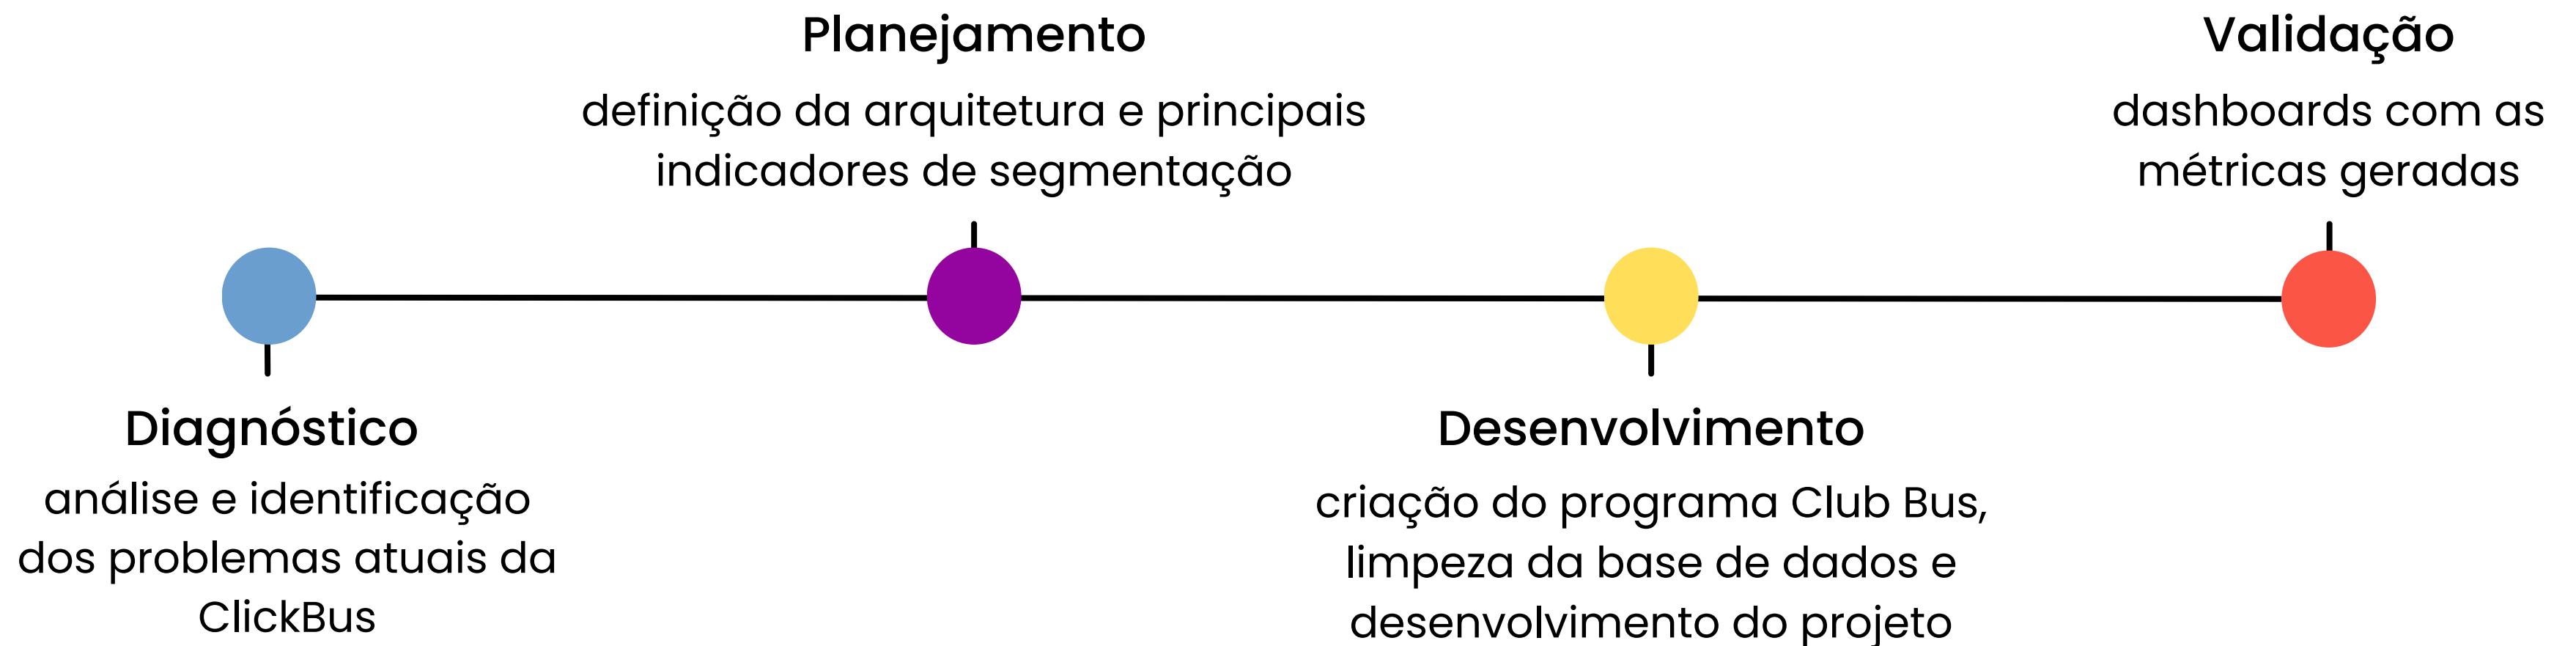 Planejamento
definição da arquitetura e principais
indicadores de segmentação
Validação
dashboards com as
métricas geradas
Diagnóstico
análise e identificação
dos problemas atuais da
ClickBus
Desenvolvimento
criação do programa Club Bus,
limpeza da base de dados e
desenvolvimento do projeto